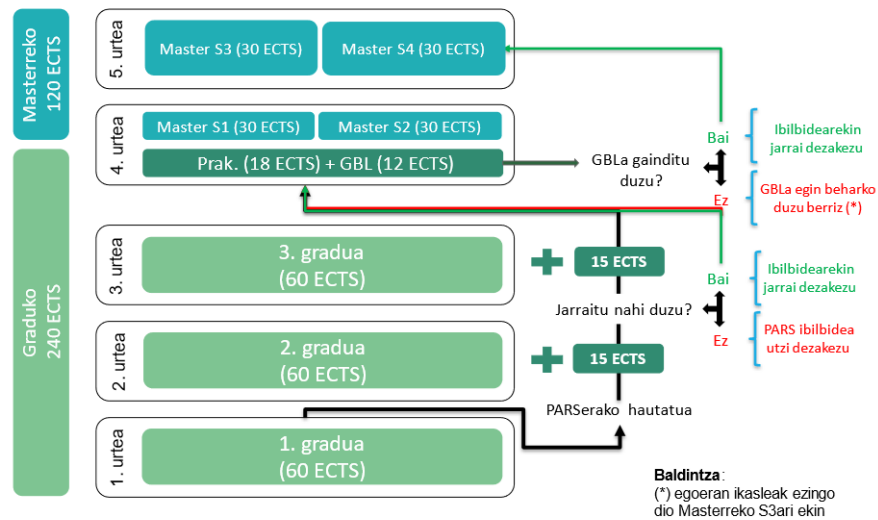 Masterreko
120 ECTS
5. urtea
Master S3 (30 ECTS)
Master S4 (30 ECTS)
4. urtea
Master S1 (30 ECTS)
Master S2 (30 ECTS)
Prak. (18 ECTS) + GBL (12 ECTS)
GBLa gainditu
duzu?
Bai
Ibilbidearekin
jarrai dezakezu
Ez
GBLa egin beharko
duzu berriz (*)
Graduko
240 ECTS
3. urtea
3. gradua
(60 ECTS)
15 ECTS
Jarraitu nahi duzu?
Bai
Ibilbidearekin
jarrai dezakezu
Ez
PARS ibilbidea
utzi dezakezu
2. urtea
2. gradua
(60 ECTS)
15 ECTS
PARSerako hautatua
1. urtea
1. gradua
(60 ECTS)
Baldintza:
(*) egoeran ikasleak ezingo
dio Masterreko S3ari ekin